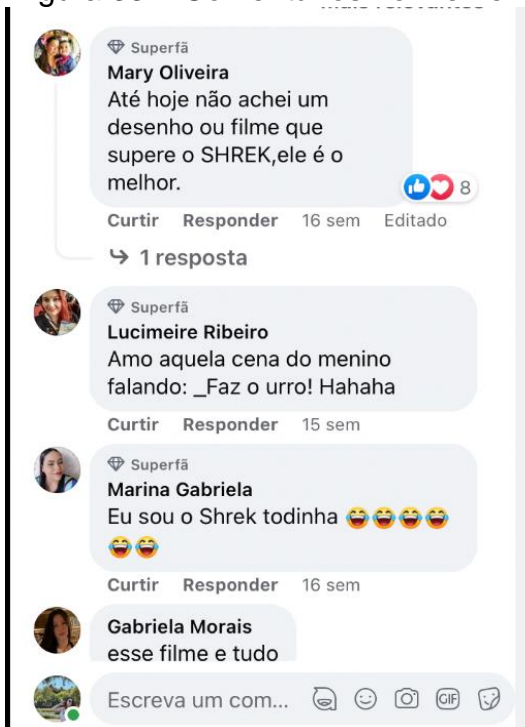 Superfã
Mary Oliveira
Até hoje não achei um
desenho ou filme que
supere o SHREK,ele é o
melhor.
8
Curtir Responder 16 sem Editado
1 resposta
Superfã
Lucimeire Ribeiro
Amo aquela cena do menino
falando: _Faz o urro! Hahaha
Curtir Responder 15 sem
Superfã
Marina Gabriela
Eu sou o Shrek todinha 😂😂😂😂
😂😂
Curtir Responder 16 sem
Gabriela Morais
esse filme e tudo
Escreva um com... GIF